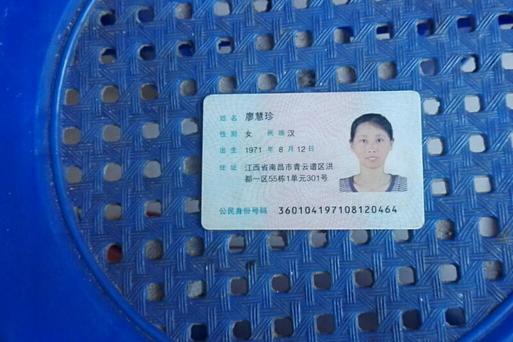 姓名 廖慧珍
性别 女 民族 汉
出生 1971 年 8 月 12 日
住址 江西省南昌市青云谱区洪
都一区55栋1单元301号
公民身份号码 360104197108120464